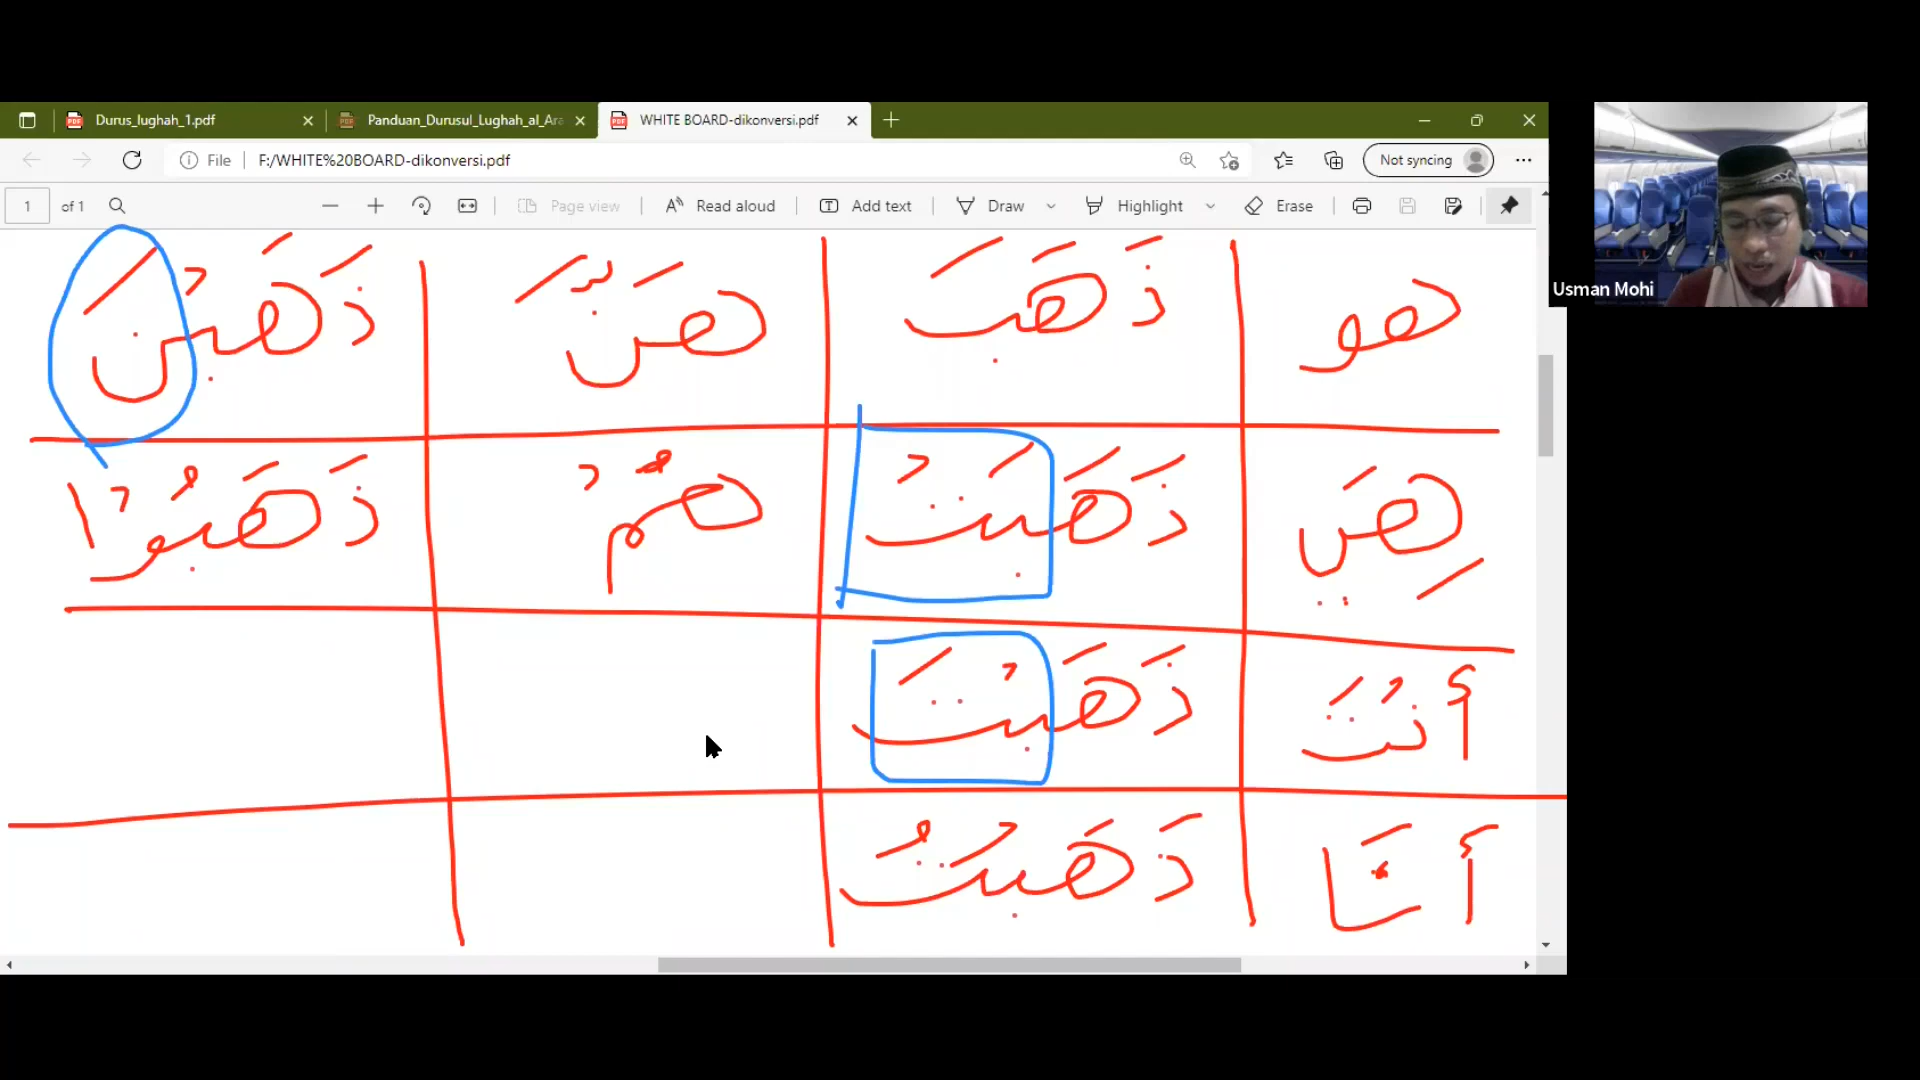 Durus_lughah_1.pdf
Panduan_Durusul_Lughah_al_Ara
WHITE BOARD-dikonversi.pdf
File F:/WHITE%20BOARD-dikonversi.pdf
Not syncing
1 of 1
Page view
Read aloud
Add text
Draw
Highlight
Erase
Usman Mohi
هو ذَهَبَ هُنَّ ذَهَبْنَ
هِيَ ذَهَبَتْ هُمْ ذَهَبُوْا
أَنْتَ ذَهَبْتَ
أَنَا ذَهَبْتُ